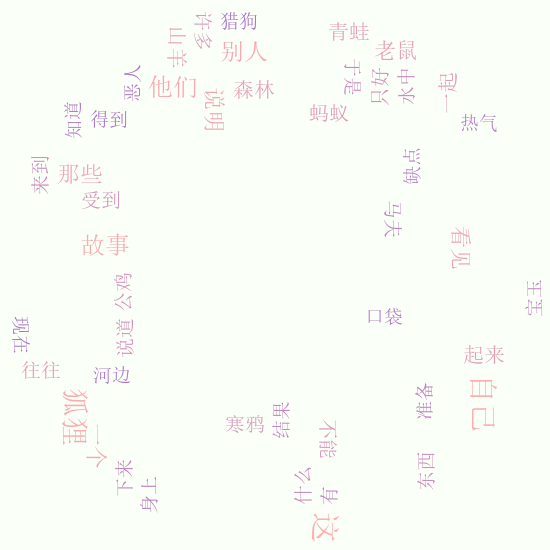 许多
猎狗
山羊
别人
青蛙
老鼠
恶人
他们
说明
森林
于是
只好
水中
一起
知道
得到
蚂蚁
热气
来到
那些
缺点
受到
马夫
故事
看见
公鸡
宙斯
口袋
现在
说道
往往
河边
起来
狐狸
自己
准备
一个
寒鸦
结果
不能
下来
身上
什么
有
东西
这